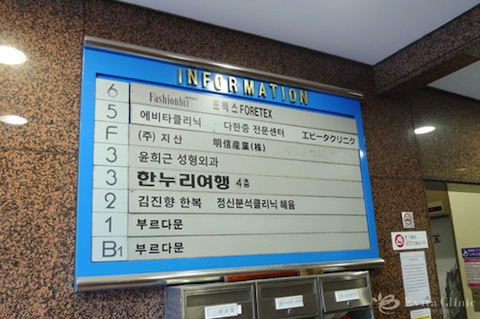 INFORMATION
6 Fashionbiz 포렉스 FORETEX
5 에비타클리닉 다한증 전문센터 エビータクリニク
F (주) 지산 明信産業(株)
3 윤희근 성형외과
3 한누리여행 4층
2 김진향 한복 정신분석클리닉 혜윰
1 부르다문
B1 부르다문
Evita Clinic